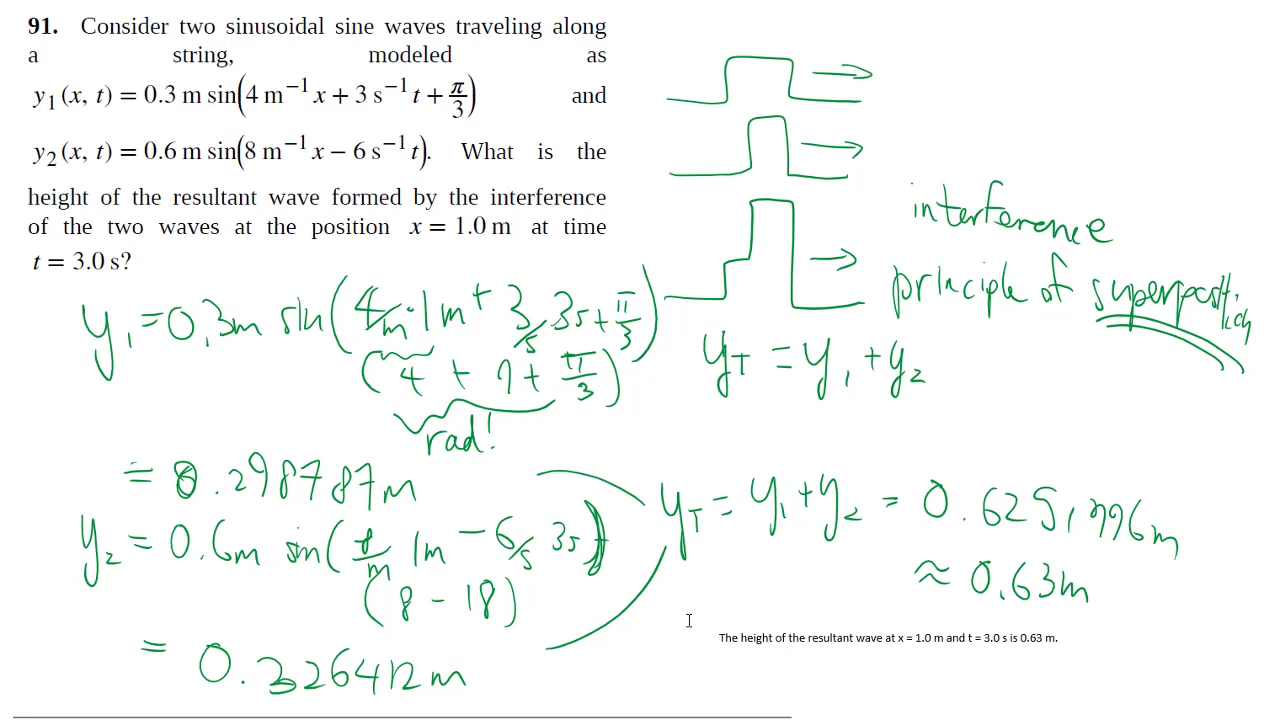 91. Consider two sinusoidal sine waves traveling along
a string, modeled as
y₁(x, t) = 0.3 m sin(4 m⁻¹ x + 3 s⁻¹ t + π/3) and
y₂(x, t) = 0.6 m sin(8 m⁻¹ x − 6 s⁻¹ t). What is the
height of the resultant wave formed by the interference
of the two waves at the position x = 1.0 m at time
t = 3.0 s?
y₁ = 0.3m sin(4/m · 1m + 3/s 3s + π/3)
(4 + 9 + π/3)
rad!
= 0.298787m
y₂ = 0.6m sin(8/m 1m − 6/s 3s)
(8 − 18)
= 0.326412m
interference
principle of superposition
y_T = y₁ + y₂
y_T = y₁ + y₂ = 0.625,1996m
≈ 0.63m
The height of the resultant wave at x = 1.0 m and t = 3.0 s is 0.63 m.